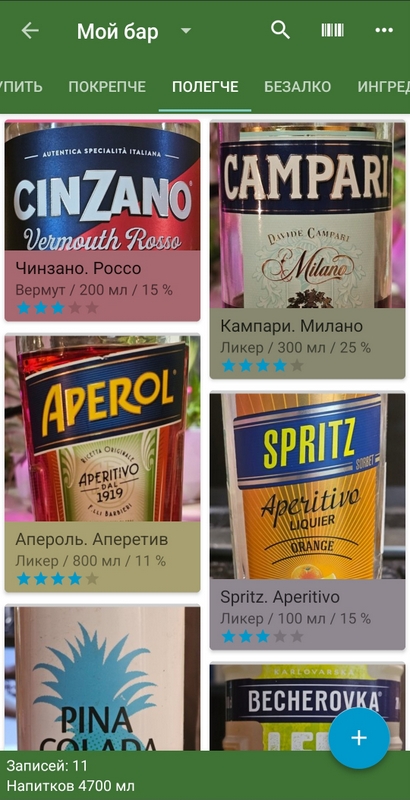 Мой бар
УПИТЬ ПОКРЕПЧЕ ПОЛЕГЧЕ БЕЗАЛКО ИНГРЕД
AUTENTICA SPECIALITÀ ITALIANA
CINZANO
Vermouth Rosso
Чинзано. Россо
Вермут / 200 мл / 15 %
CAMPARI
DAVIDE CAMPARI
Milano
Кампари. Милано
Ликер / 300 мл / 25 %
APEROL
RICETTA ORIGINALE
APERITIVO
DAL
1919
F.LLI BARBIERI
Апероль. Аперетив
Ликер / 800 мл / 11 %
SPRITZ
SORBET
Aperitivo
LIQUIER
ORANGE
Spritz. Aperitivo
Ликер / 100 мл / 15 %
PINA
COLADA
KARLOVARSKÁ
BECHEROVKA
Записей: 11
Напитков 4700 мл